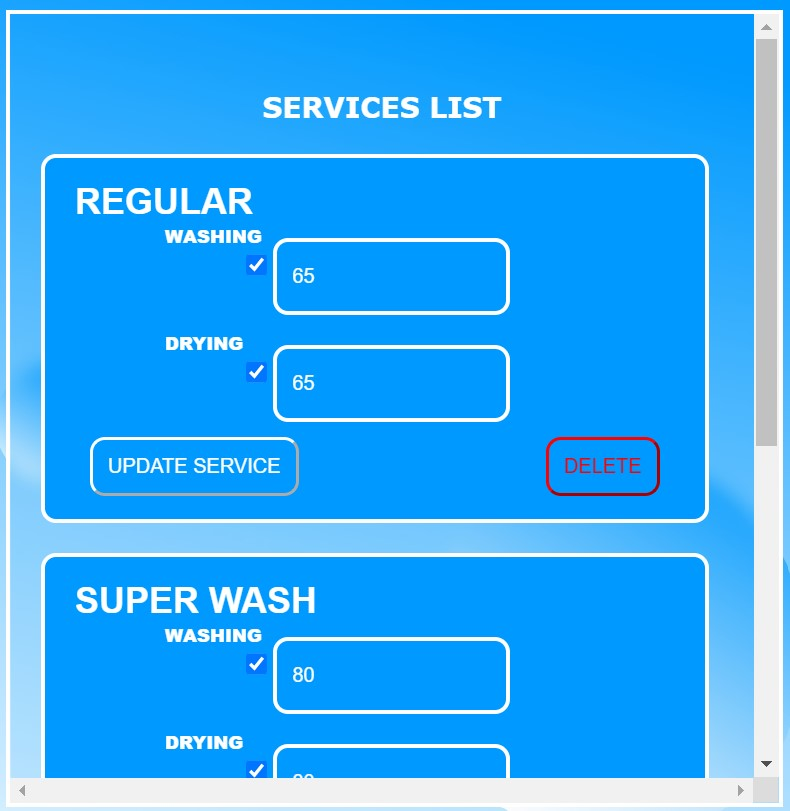 SERVICES LIST
REGULAR
WASHING
65
DRYING
65
UPDATE SERVICE
DELETE
SUPER WASH
WASHING
80
DRYING